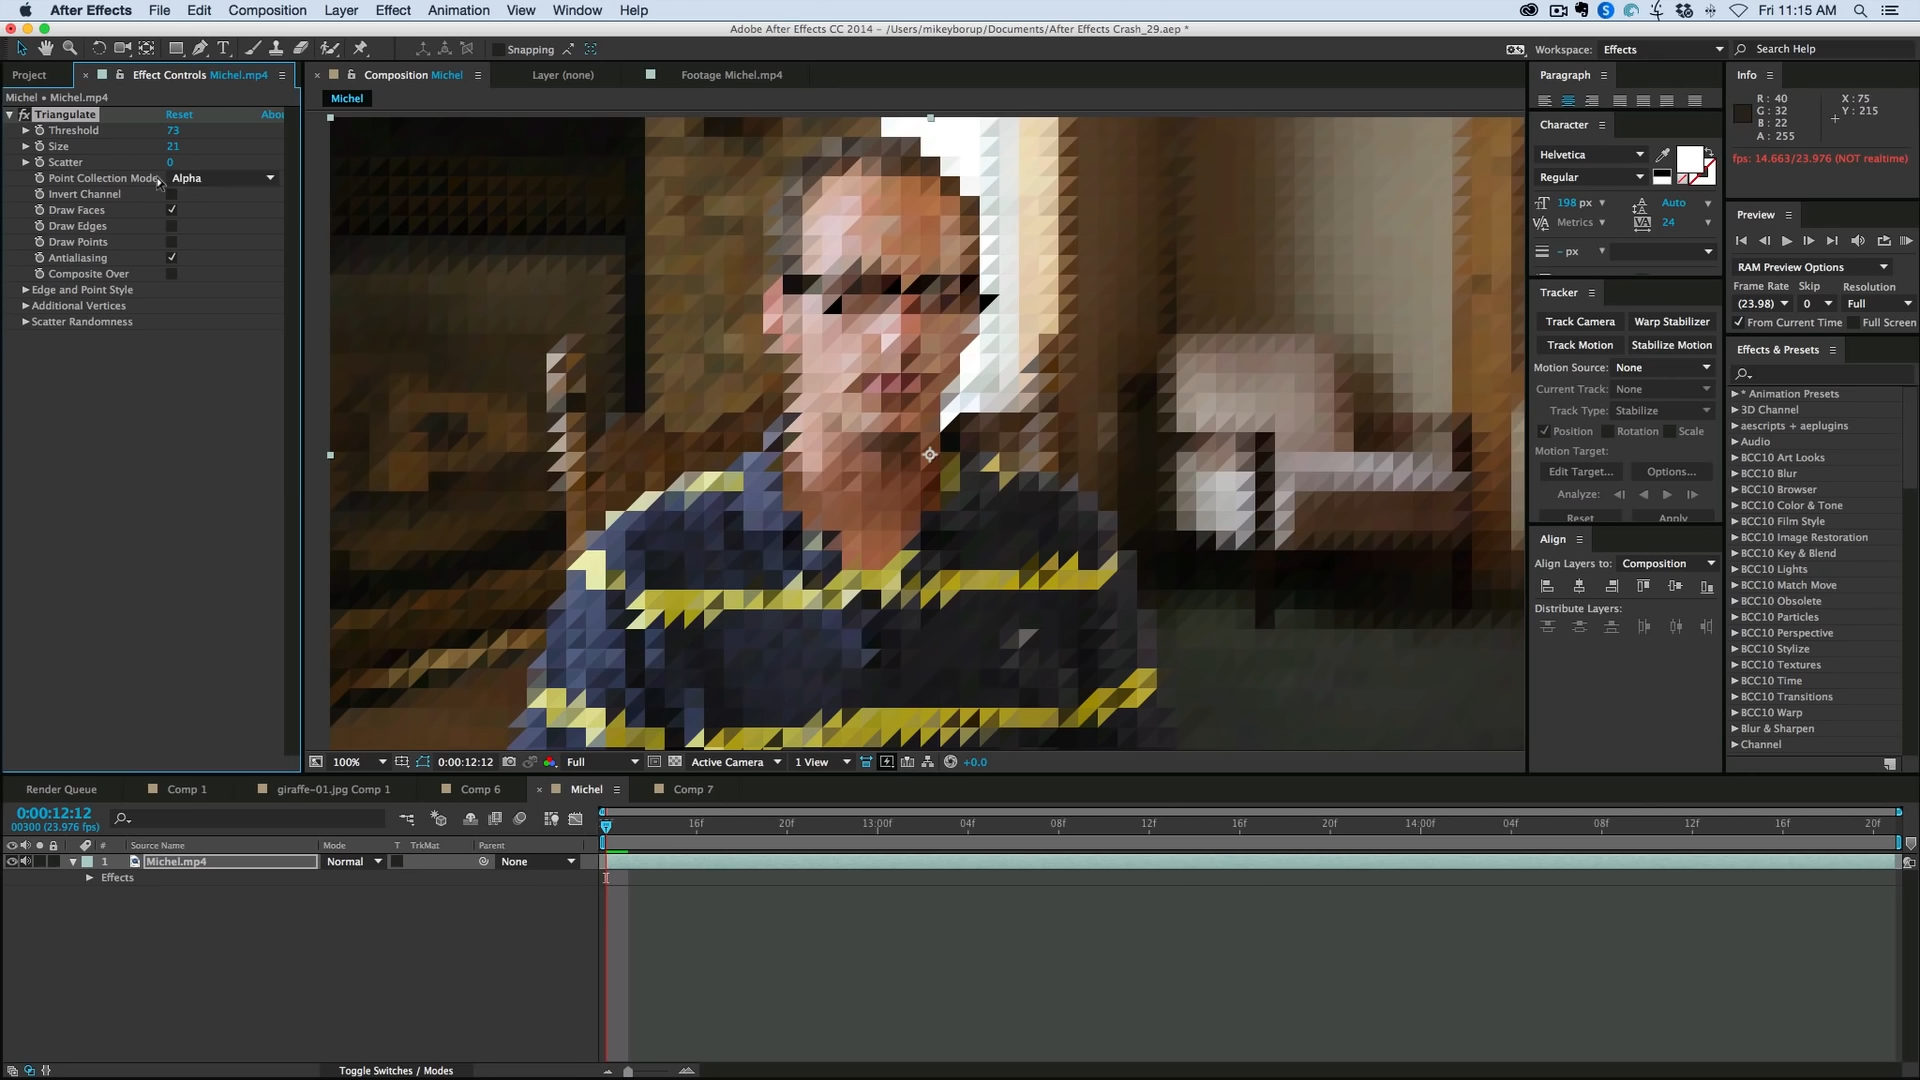 After Effects File Edit Composition Layer Effect Animation View Window Help Fri 11:15 AM
Adobe After Effects CC 2014 - /Users/mikeyborup/Documents/After Effects Crash_29.aep *
Snapping Workspace: Effects Search Help
Project Effect Controls Michel.mp4 Composition Michel Layer (none) Footage Michel.mp4 Paragraph Info
Michel • Michel.mp4 Michel
R: 40 X: 75
G: 32 Y: 215
B: 22
A: 255
fps: 14.663/23.976 (NOT realtime)
Triangulate Reset Abou
Threshold 73
Size 21
Scatter 0
Point Collection Mode Alpha
Invert Channel
Draw Faces
Draw Edges
Draw Points
Antialiasing
Composite Over
Edge and Point Style
Additional Vertices
Scatter Randomness
Character
Helvetica
Regular
198 px Auto
Metrics 24
- px
Tracker
Track Camera Warp Stabilizer
Track Motion Stabilize Motion
Motion Source: None
Current Track: None
Track Type: Stabilize
Position Rotation Scale
Motion Target:
Edit Target... Options...
Analyze:
Reset Apply
Align
Align Layers to: Composition
Distribute Layers:
Preview
RAM Preview Options
Frame Rate Skip Resolution
(23.98) 0 Full
From Current Time Full Screen
Effects & Presets
* Animation Presets
3D Channel
aescripts + aeplugins
Audio
BCC10 Art Looks
BCC10 Blur
BCC10 Browser
BCC10 Color & Tone
BCC10 Film Style
BCC10 Image Restoration
BCC10 Key & Blend
BCC10 Lights
BCC10 Match Move
BCC10 Obsolete
BCC10 Particles
BCC10 Perspective
BCC10 Stylize
BCC10 Textures
BCC10 Time
BCC10 Transitions
BCC10 Warp
Blur & Sharpen
Channel
100% 0:00:12:12 Full Active Camera 1 View +0.0
Render Queue Comp 1 giraffe-01.jpg Comp 1 Comp 6 Michel Comp 7
0:00:12:12
00300 (23.976 fps)
16f 20f 13:00f 04f 08f 12f 16f 20f 14:00f 04f 08f 12f 16f 20f
# Source Name Mode T TrkMat Parent
1 Michel.mp4 Normal None
Effects
Toggle Switches / Modes